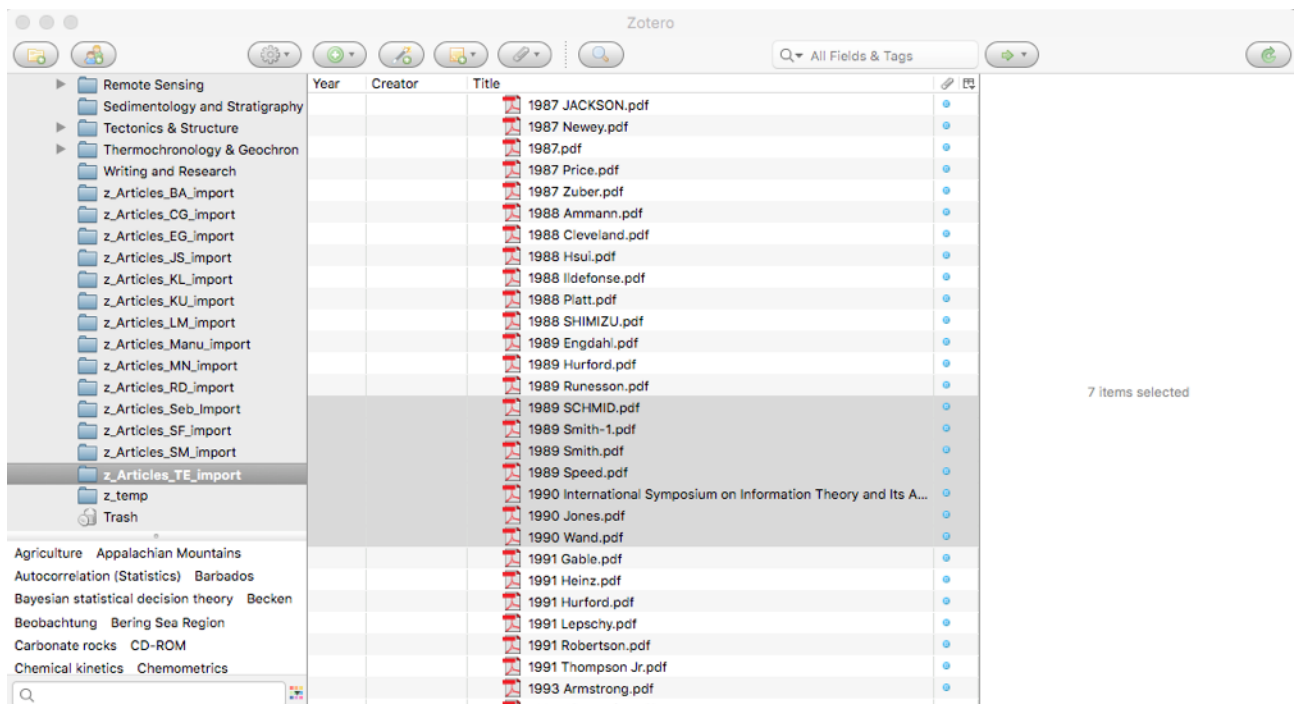 Zotero
All Fields & Tags
Remote Sensing
Sedimentology and Stratigraphy
Tectonics & Structure
Thermochronology & Geochron
Writing and Research
z_Articles_BA_import
z_Articles_CG_import
z_Articles_EG_import
z_Articles_JS_import
z_Articles_KL_import
z_Articles_KU_import
z_Articles_LM_import
z_Articles_Manu_import
z_Articles_MN_import
z_Articles_RD_import
z_Articles_Seb_Import
z_Articles_SF_import
z_Articles_SM_import
z_Articles_TE_import
z_temp
Trash
Agriculture Appalachian Mountains
Autocorrelation (Statistics) Barbados
Bayesian statistical decision theory Becken
Beobachtung Bering Sea Region
Carbonate rocks CD-ROM
Chemical kinetics Chemometrics
Year Creator Title
1987 JACKSON.pdf
1987 Newey.pdf
1987.pdf
1987 Price.pdf
1987 Zuber.pdf
1988 Ammann.pdf
1988 Cleveland.pdf
1988 Hsui.pdf
1988 Ildefonse.pdf
1988 Platt.pdf
1988 SHIMIZU.pdf
1989 Engdahl.pdf
1989 Hurford.pdf
1989 Runesson.pdf
1989 SCHMID.pdf
1989 Smith-1.pdf
1989 Smith.pdf
1989 Speed.pdf
1990 International Symposium on Information Theory and Its A...
1990 Jones.pdf
1990 Wand.pdf
1991 Gable.pdf
1991 Heinz.pdf
1991 Hurford.pdf
1991 Lepschy.pdf
1991 Robertson.pdf
1991 Thompson Jr.pdf
1993 Armstrong.pdf
7 items selected